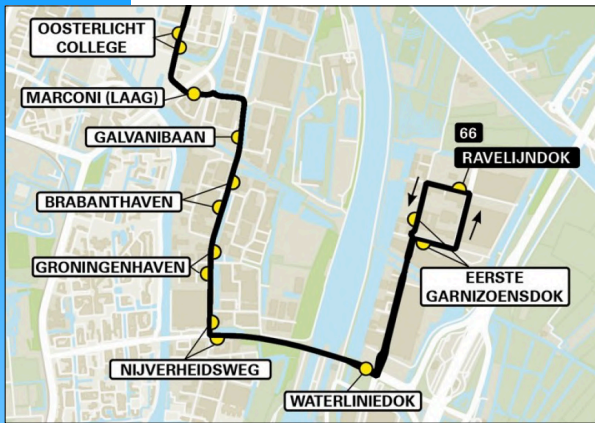 OOSTERLICHT
COLLEGE
MARCONI (LAAG)
GALVANIBAAN
66
RAVELIJNDOK
BRABANTHAVEN
GRONINGENHAVEN
EERSTE
GARNIZOENSDOK
NIJVERHEIDSWEG
WATERLINIEDOK